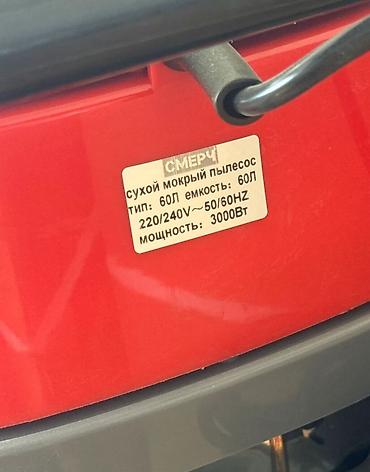 СМЕРЧ
сухой мокрый пылесос
тип: 60Л емкость: 60Л
220/240V～50/60HZ
мощность: 3000Вт